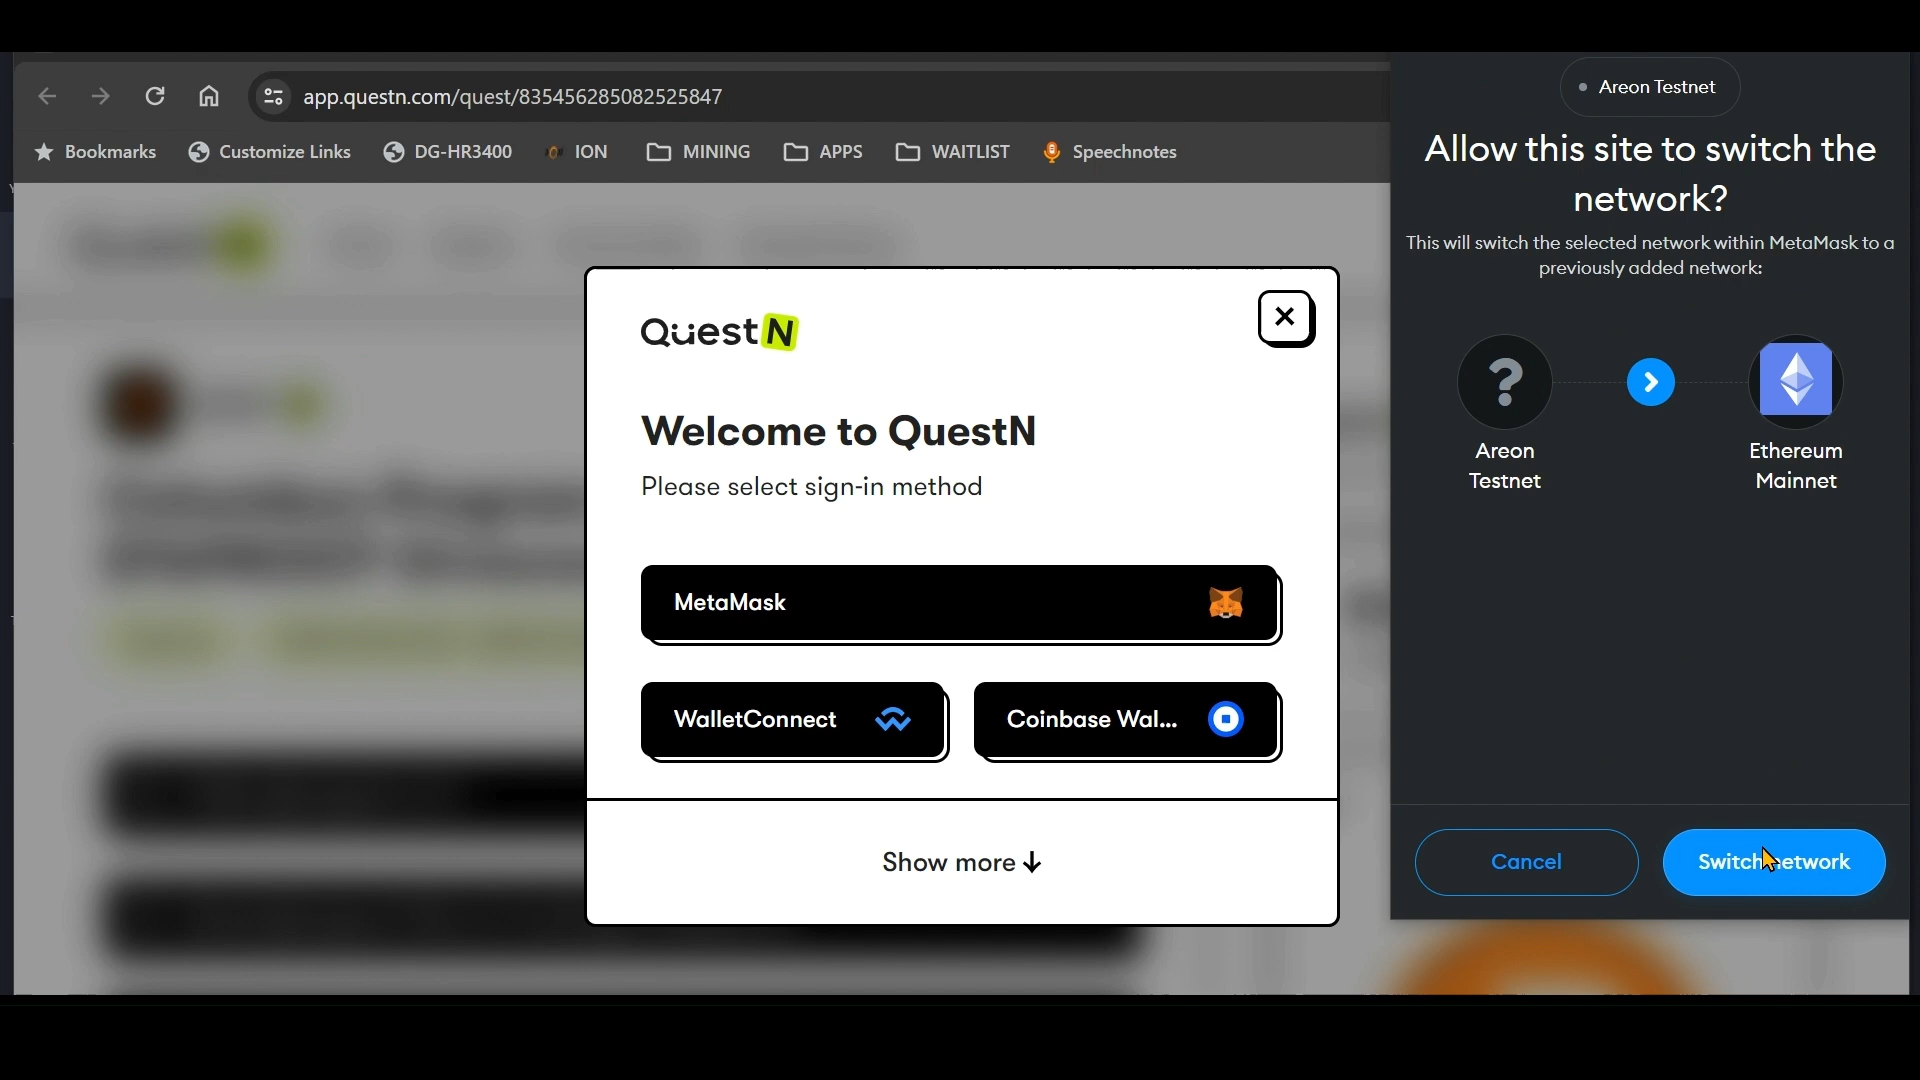 app.questn.com/quest/835456285082525847
Bookmarks
Customize Links
DG-HR3400
ION
MINING
APPS
WAITLIST
Speechnotes
QuestN
Welcome to QuestN
Please select sign-in method
MetaMask
WalletConnect
Coinbase Wal...
Show more
Areon Testnet
Allow this site to switch the
network?
This will switch the selected network within MetaMask to a
previously added network:
Areon
Testnet
Ethereum
Mainnet
Cancel
Switch network